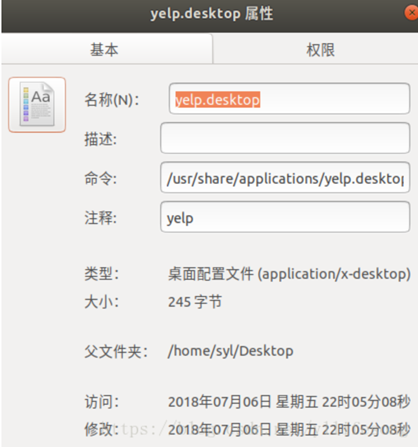 yelp.desktop 属性
基本
权限
Aa
名称(N)： yelp.desktop
描述:
命令: /usr/share/applications/yelp.desktop
注释: yelp
类型: 桌面配置文件 (application/x-desktop)
大小: 245 字节
父文件夹: /home/syl/Desktop
访问: 2018年07月06日 星期五 22时05分08秒
修改: 2018年07月06日 星期五 22时05分08秒